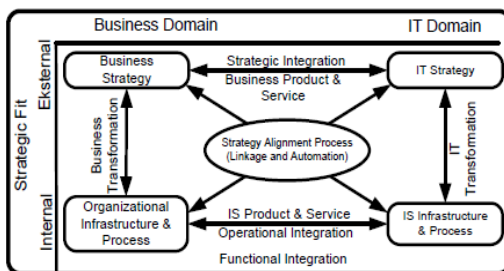 Business Domain
IT Domain
Strategic Fit
Eksternal
Internal
Business
Strategy
Strategic Integration
Business Product &
Service
IT Strategy
Business
Transformation
Strategy Alignment Process
(Linkage and Automation)
IT
Transformation
Organizational
Infrastructure &
Process
IS Product & Service
Operational Integration
IS Infrastructure
& Process
Functional Integration